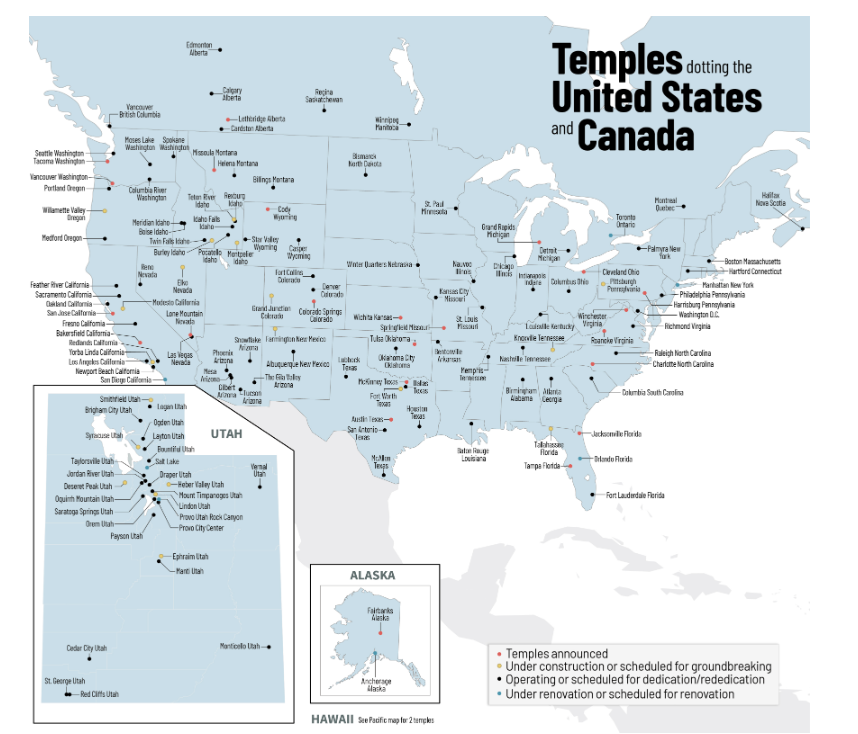 Temples dotting the
United States
and Canada
Edmonton
Alberta
Calgary
Alberta
Regina
Saskatchewan
Vancouver
British Columbia
Lethbridge Alberta
Cardston Alberta
Winnipeg
Manitoba
Moses Lake
Washington
Spokane
Washington
Seattle Washington
Tacoma Washington
Missoula Montana
Helena Montana
Bismarck
North Dakota
Vancouver Washington
Portland Oregon
Columbia River
Washington
Billings Montana
Teton River
Idaho
Rexburg
Idaho
St. Paul
Minnesota
Montreal
Quebec
Halifax
Nova Scotia
Willamette Valley
Oregon
Meridian Idaho
Boise Idaho
Idaho Falls
Idaho
Cody
Wyoming
Toronto
Ontario
Grand Rapids
Michigan
Medford Oregon
Twin Falls Idaho
Burley Idaho
Pocatello
Idaho
Montpelier
Idaho
Star Valley
Wyoming
Casper
Wyoming
Detroit
Michigan
Palmyra New
York
Boston Massachusetts
Hartford Connecticut
Reno
Nevada
Elko
Nevada
Fort Collins
Colorado
Winter Quarters Nebraska
Nauvoo
Illinois
Chicago
Illinois
Indianapolis
Indiana
Columbus Ohio
Cleveland Ohio
Pittsburgh
Pennsylvania
Manhattan New York
Philadelphia Pennsylvania
Harrisburg Pennsylvania
Washington D.C.
Feather River California
Sacramento California
Oakland California
San Jose California
Modesto California
Fresno California
Lone Mountain
Nevada
Grand Junction
Colorado
Denver
Colorado
Colorado Springs
Colorado
Kansas City
Missouri
St. Louis
Missouri
Winchester
Virginia
Richmond Virginia
Roanoke Virginia
Louisville Kentucky
Bakersfield California
Redlands California
Yorba Linda California
Los Angeles California
Newport Beach California
San Diego California
Las Vegas
Nevada
Snowflake
Arizona
Farmington New Mexico
Wichita Kansas
Springfield Missouri
Tulsa Oklahoma
Oklahoma City
Oklahoma
Bentonville
Arkansas
Knoxville Tennessee
Nashville Tennessee
Memphis
Tennessee
Raleigh North Carolina
Charlotte North Carolina
Columbia South Carolina
Phoenix
Arizona
Mesa
Arizona
Gilbert
Arizona
The Gila Valley
Arizona
Tucson
Arizona
Albuquerque New Mexico
Lubbock
Texas
McKinney Texas
Dallas
Texas
Fort Worth
Texas
Birmingham
Alabama
Atlanta
Georgia
Austin Texas
San Antonio
Texas
Houston
Texas
McAllen
Texas
Baton Rouge
Louisiana
Tallahassee
Florida
Jacksonville Florida
Orlando Florida
Tampa Florida
Fort Lauderdale Florida
UTAH
Smithfield Utah
Logan Utah
Brigham City Utah
Ogden Utah
Syracuse Utah
Layton Utah
Bountiful Utah
Taylorsville Utah
Salt Lake
Jordan River Utah
Draper Utah
Deseret Peak Utah
Heber Valley Utah
Vernal
Utah
Oquirrh Mountain Utah
Mount Timpanogos Utah
Saratoga Springs Utah
Lindon Utah
Orem Utah
Provo Utah Rock Canyon
Provo City Center
Payson Utah
Ephraim Utah
Manti Utah
Cedar City Utah
Monticello Utah
St. George Utah
Red Cliffs Utah
ALASKA
Fairbanks
Alaska
Anchorage
Alaska
HAWAII See Pacific map for 2 temples
Temples announced
Under construction or scheduled for groundbreaking
Operating or scheduled for dedication/rededication
Under renovation or scheduled for renovation